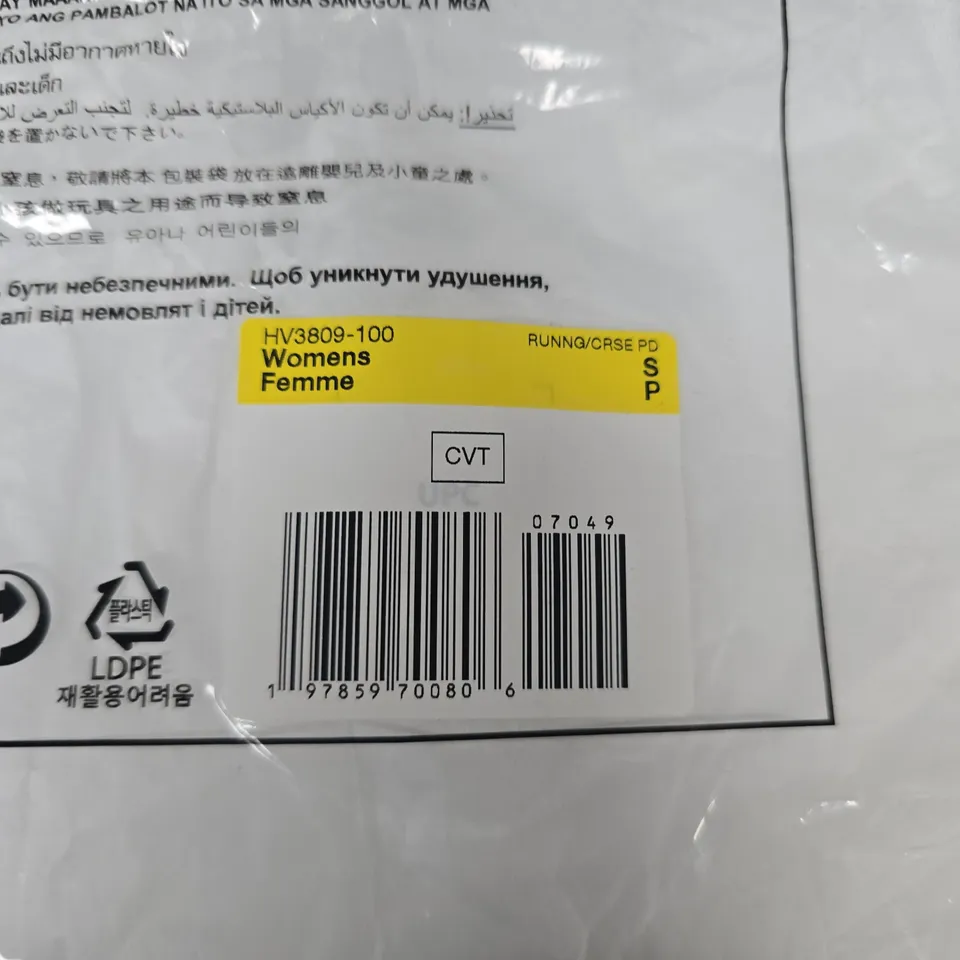 TO ANG PAMBALOT NA ITO SA MGA SANGGOL AT MGA
ถึงไม่มีอากาศหายใจ
และเด็ก
تحذير!: يمكن أن تكون الأكياس البلاستيكية خطيرة. لتجنب التعرض
を置かないで下さい。
窒息，敬請將本 包裝袋 放在遠離嬰兒及小童之處。
小孩做玩具之用途而导致窒息
수 있으므로 유아나 어린이들의
бути небезпечними. Щоб уникнути удушення,
алі від немовлят і дітей.
HV3809-100
RUNNG/CRSE PD
Womens
S
Femme
P
CVT
UPC
07049
1 97859 70080 6
플라스틱
LDPE
재활용어려움